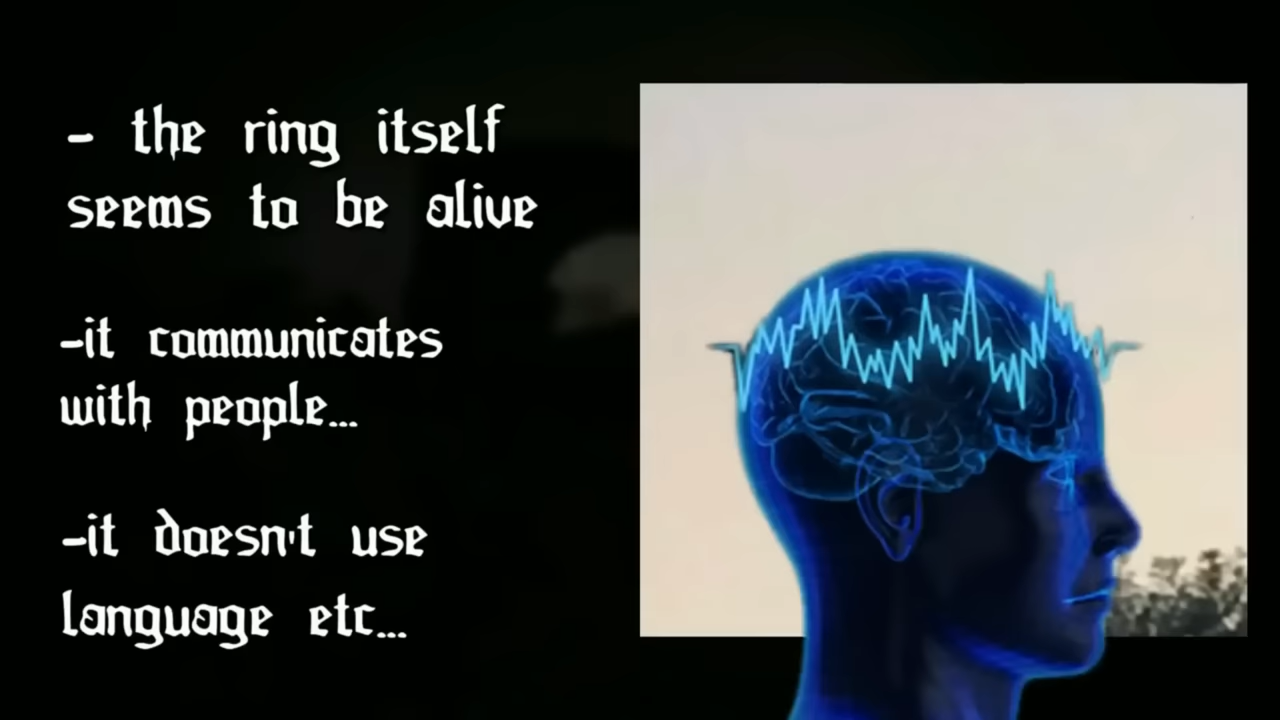 - the ring itself
seems to be alive
-it communicates
with people...
-it doesn't use
language etc...